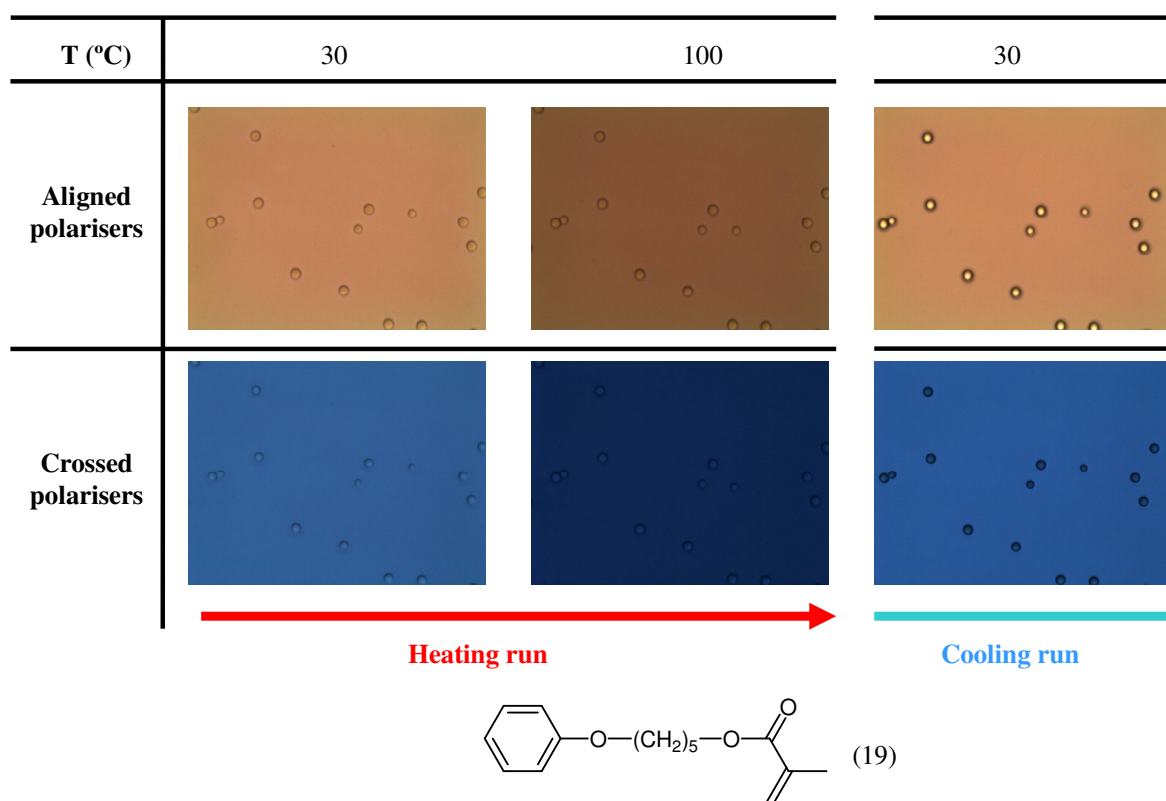 T (ºC) 30 100 30
Aligned
polarisers
Crossed
polarisers
Heating run Cooling run
O (CH2)5 O O (19)